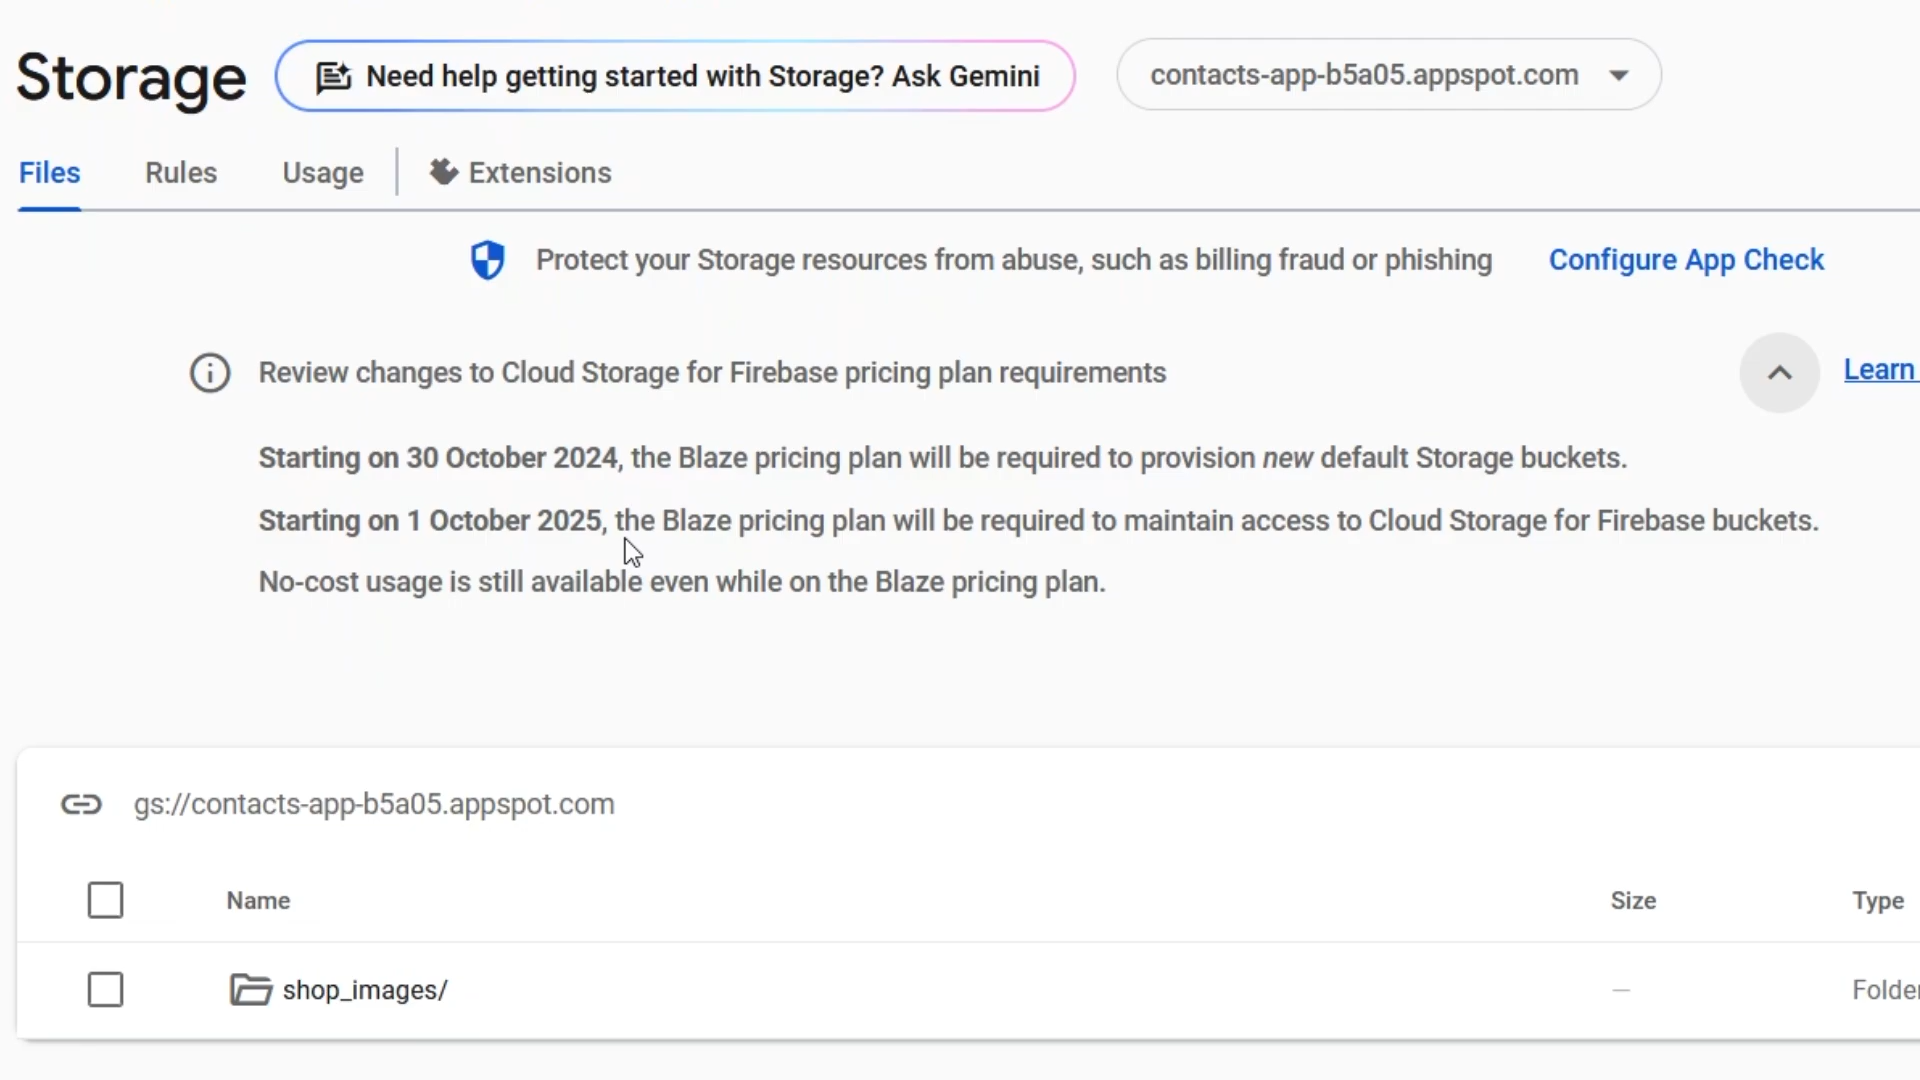 Storage
Need help getting started with Storage? Ask Gemini
contacts-app-b5a05.appspot.com
Files
Rules
Usage
Extensions
Protect your Storage resources from abuse, such as billing fraud or phishing
Configure App Check
Review changes to Cloud Storage for Firebase pricing plan requirements
Learn
Starting on 30 October 2024, the Blaze pricing plan will be required to provision new default Storage buckets.
Starting on 1 October 2025, the Blaze pricing plan will be required to maintain access to Cloud Storage for Firebase buckets.
No-cost usage is still available even while on the Blaze pricing plan.
gs://contacts-app-b5a05.appspot.com
Name
Size
Type
shop_images/
—
Folder